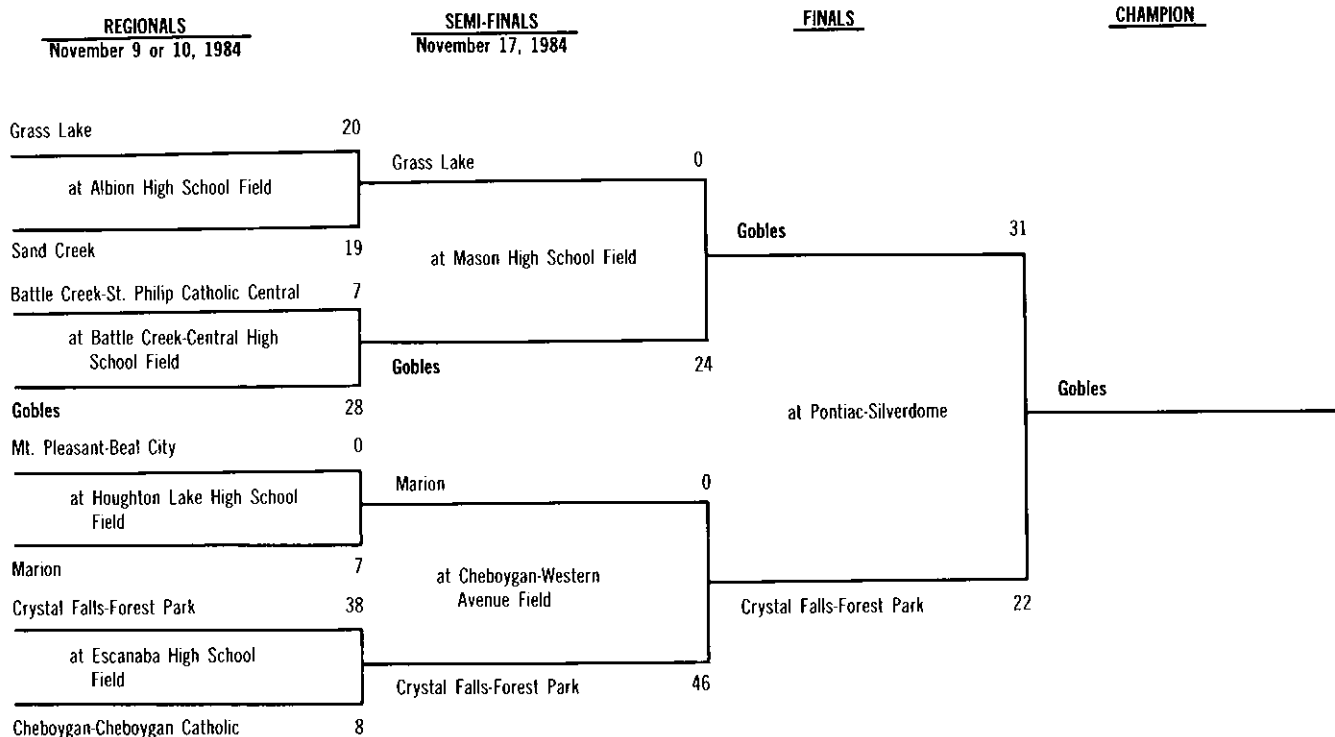 REGIONALS
November 9 or 10, 1984
SEMI-FINALS
November 17, 1984
FINALS
CHAMPION
Grass Lake 20
at Albion High School Field
Sand Creek 19
Battle Creek-St. Philip Catholic Central 7
at Battle Creek-Central High
School Field
Gobles 28
Mt. Pleasant-Beal City 0
at Houghton Lake High School
Field
Marion 7
Crystal Falls-Forest Park 38
at Escanaba High School
Field
Cheboygan-Cheboygan Catholic 8
Grass Lake 0
at Mason High School Field
Gobles 24
Marion 0
at Cheboygan-Western
Avenue Field
Crystal Falls-Forest Park 46
Gobles 31
at Pontiac-Silverdome
Crystal Falls-Forest Park 22
Gobles